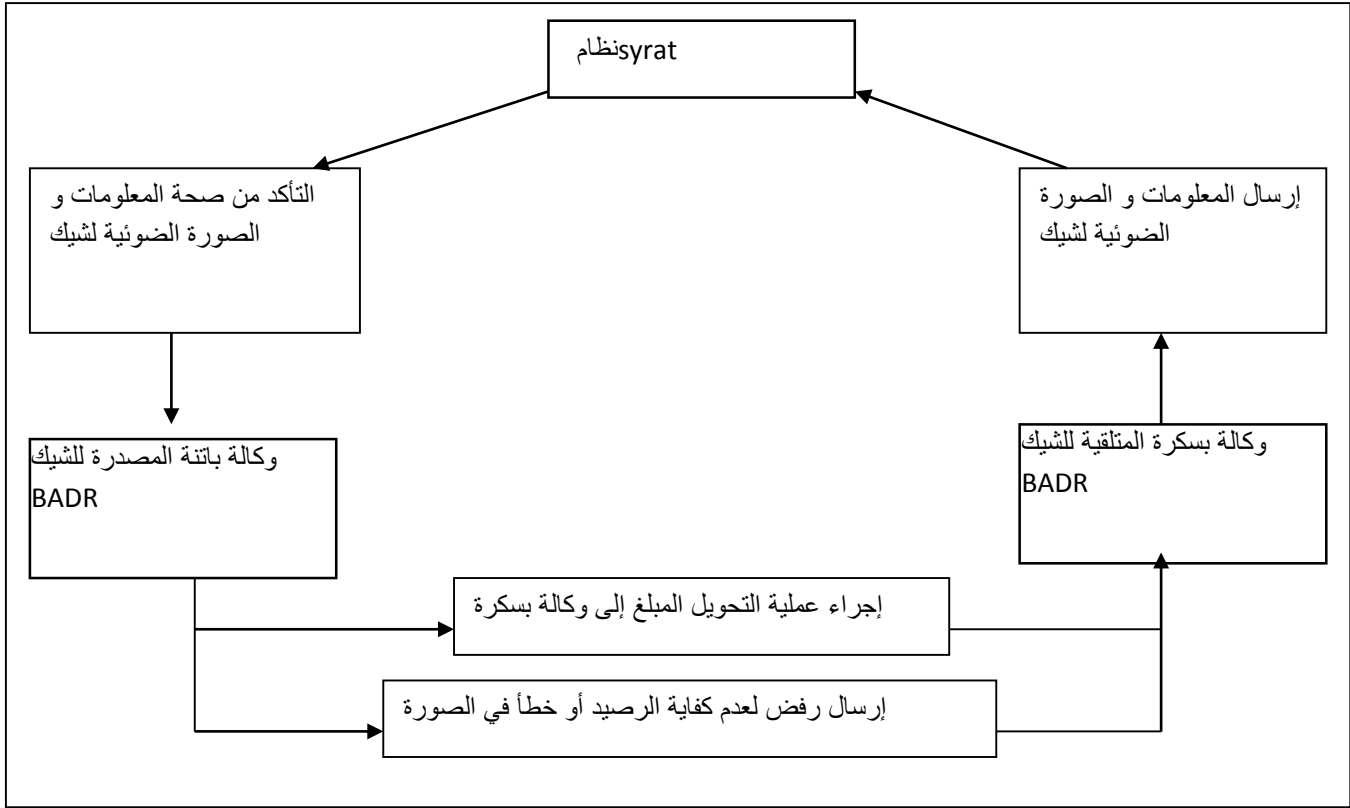 نظام syrat
إرسال المعلومات و الصورة
الضوئية لشيك
التأكد من صحة المعلومات و
الصورة الضوئية لشيك
وكالة بسكرة المتلقية للشيك
BADR
وكالة باتنة المصدرة للشيك
BADR
إجراء عملية التحويل المبلغ إلى وكالة بسكرة
إرسال رفض لعدم كفاية الرصيد أو خطأ في الصورة